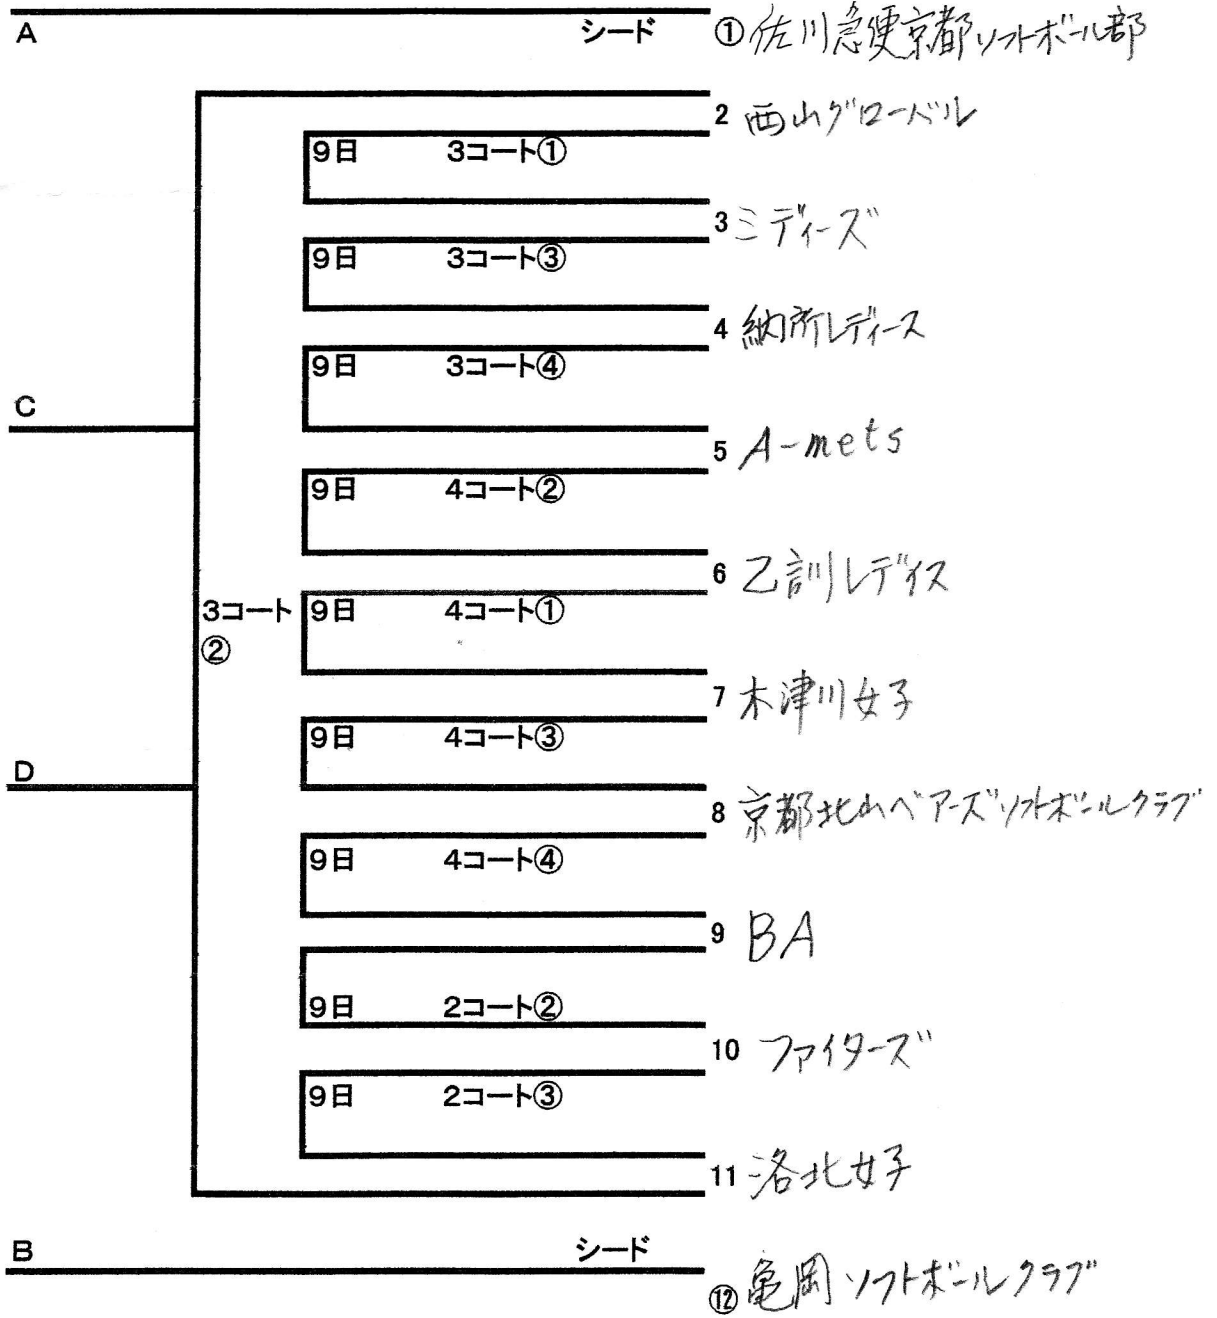 A シード ①佐川急便京都ソフトボール部
2 西山グローバル
9日 3コート①
3 ミディーズ
9日 3コート③
4 納所レディース
9日 3コート④
C
5 A-mets
9日 4コート②
6 乙訓レディス
3コート 9日 4コート①
②
7 木津川女子
9日 4コート③
D
8 京都北山ベアーズソフトボールクラブ
9日 4コート④
9 BA
9日 2コート②
10 ファイターズ
9日 2コート③
11 洛北女子
B シード
⑫ 亀岡ソフトボールクラブ